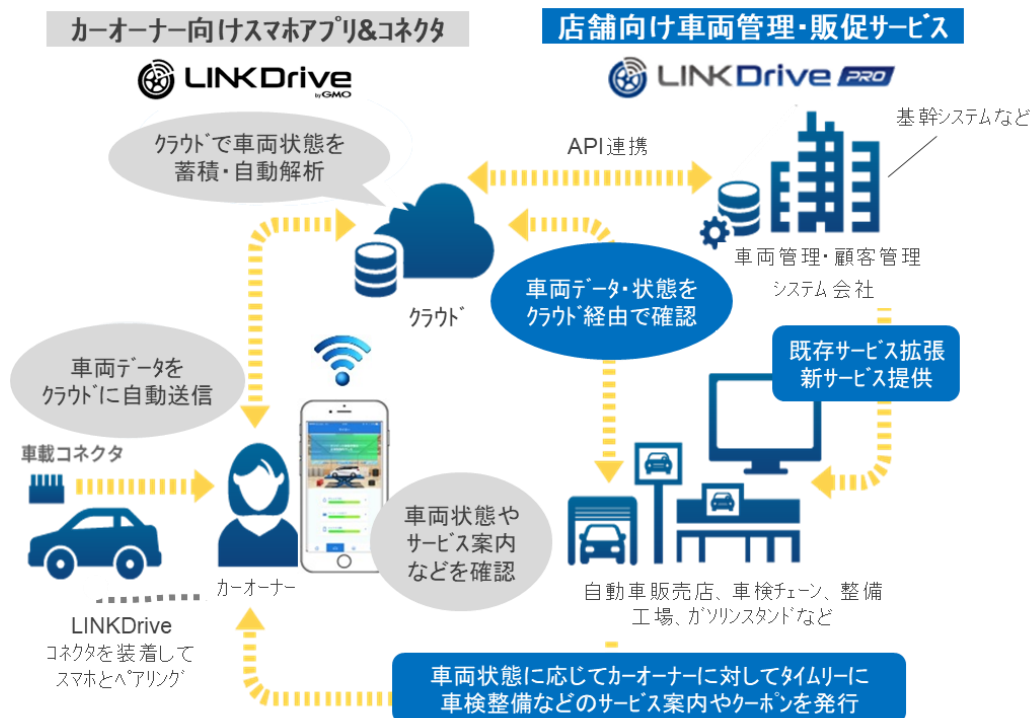 カーオーナー向けスマホアプリ&コネクタ
店舗向け車両管理・販促サービス
LINKDrive
by GMO
LINKDrive PRO
クラウドで車両状態を
蓄積・自動解析
API連携
基幹システムなど
車両管理・顧客管理
システム会社
クラウド
車両データ・状態を
クラウド経由で確認
既存サービス拡張
新サービス提供
車両データを
クラウドに自動送信
車載コネクタ
カーオーナー
車両状態や
サービス案内
などを確認
自動車販売店、車検チェーン、整備
工場、ガソリンスタンドなど
LINKDrive
コネクタを装着して
スマホとペアリング
車両状態に応じてカーオーナーに対してタイムリーに
車検整備などのサービス案内やクーポンを発行